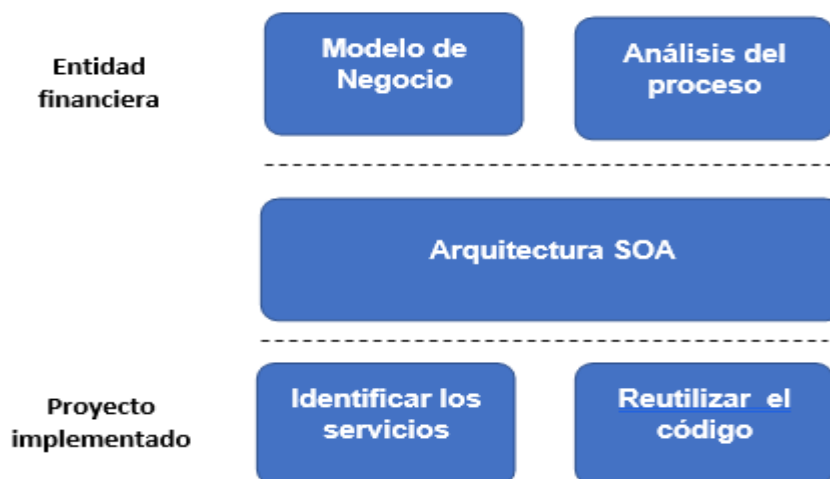 Entidad
financiera
Modelo de
Negocio
Análisis del
proceso
Arquitectura SOA
Proyecto
implementado
Identificar los
servicios
Reutilizar el
código